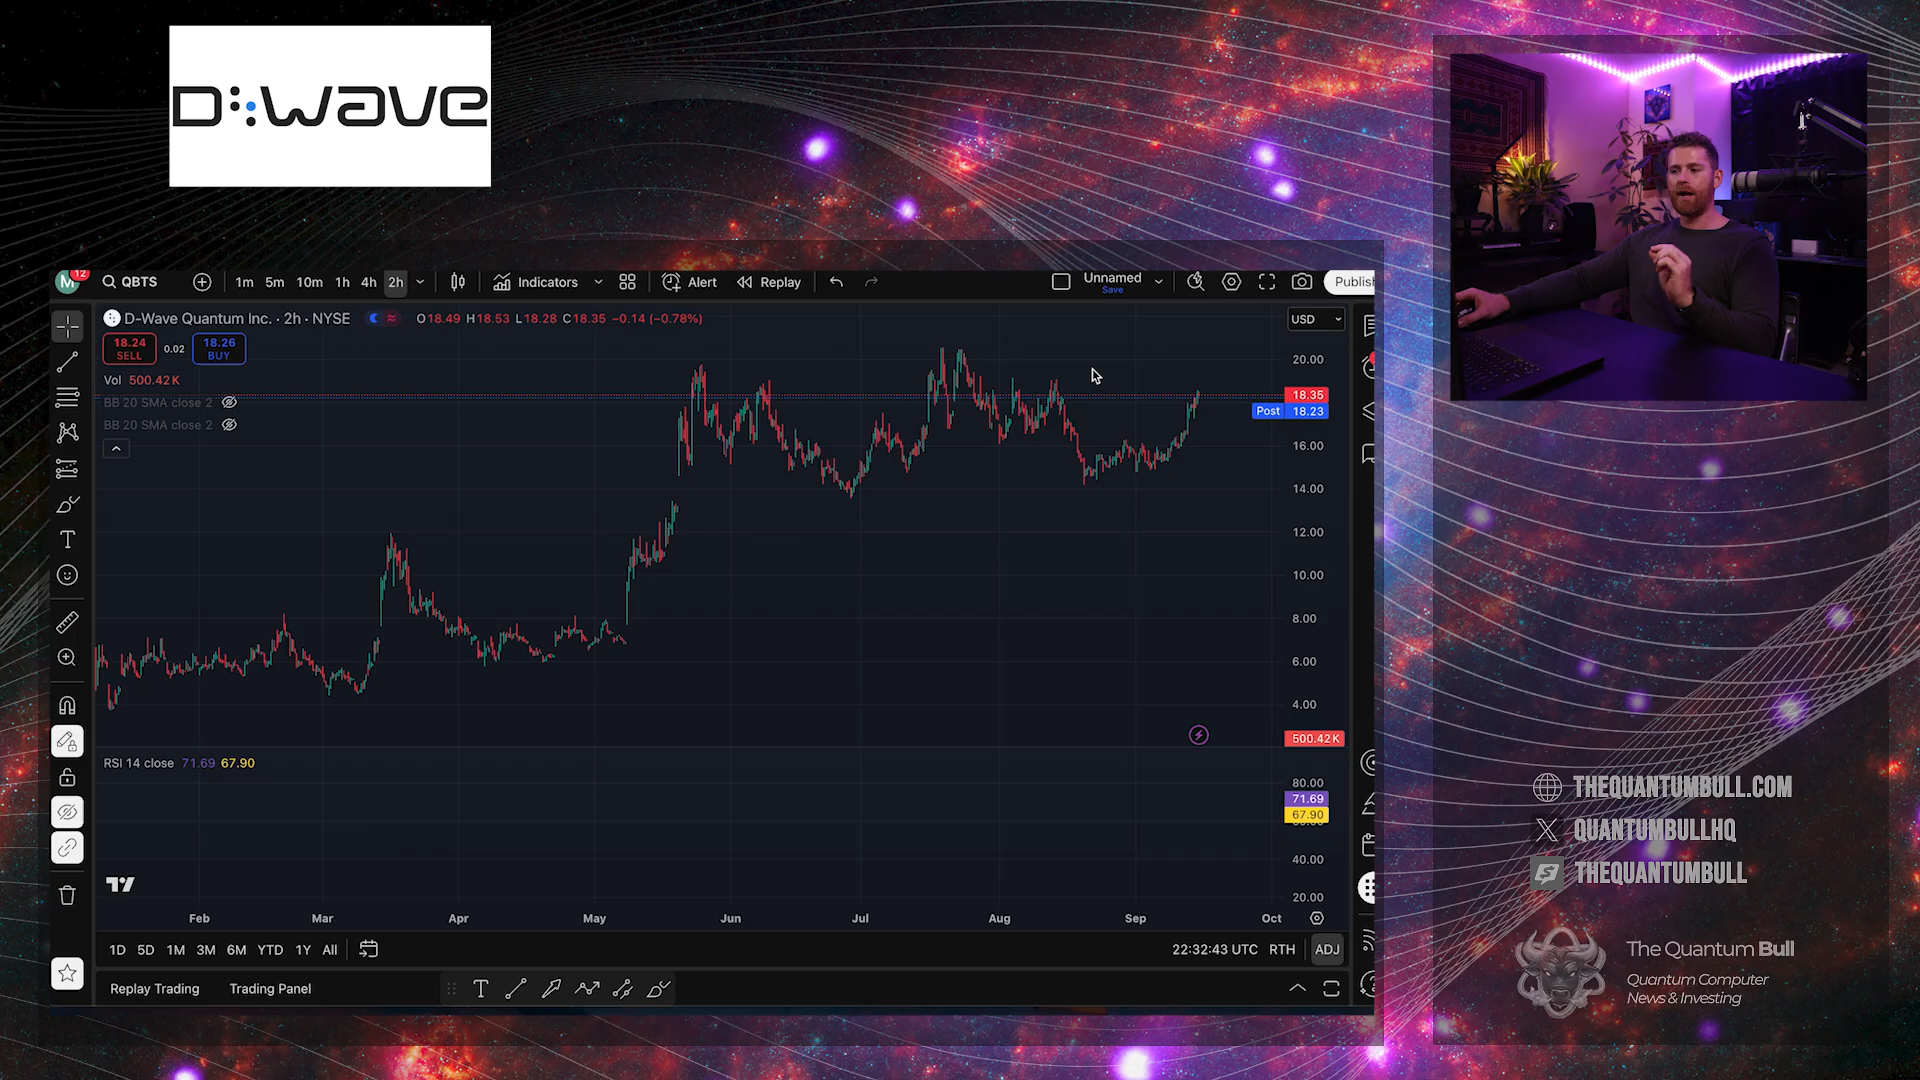 D:Wave
M 12 QBTS 1m 5m 10m 1h 4h 2h Indicators Alert Replay Unnamed Save Publish
D-Wave Quantum Inc. · 2h · NYSE O18.49 H18.53 L18.28 C18.35 −0.14 (−0.78%) USD
18.24 SELL 0.02 18.26 BUY
Vol 500.42 K
BB 20 SMA close 2
BB 20 SMA close 2
20.00
18.35
Post 18.23
16.00
14.00
12.00
10.00
8.00
6.00
4.00
500.42 K
RSI 14 close 71.69 67.90
80.00
71.69
67.90
40.00
20.00
Feb Mar Apr May Jun Jul Aug Sep Oct
1D 5D 1M 3M 6M YTD 1Y All 22:32:43 UTC RTH ADJ
Replay Trading Trading Panel
THEQUANTUMBULL.COM
QUANTUMBULLHQ
THEQUANTUMBULL
The Quantum Bull
Quantum Computer
News & Investing